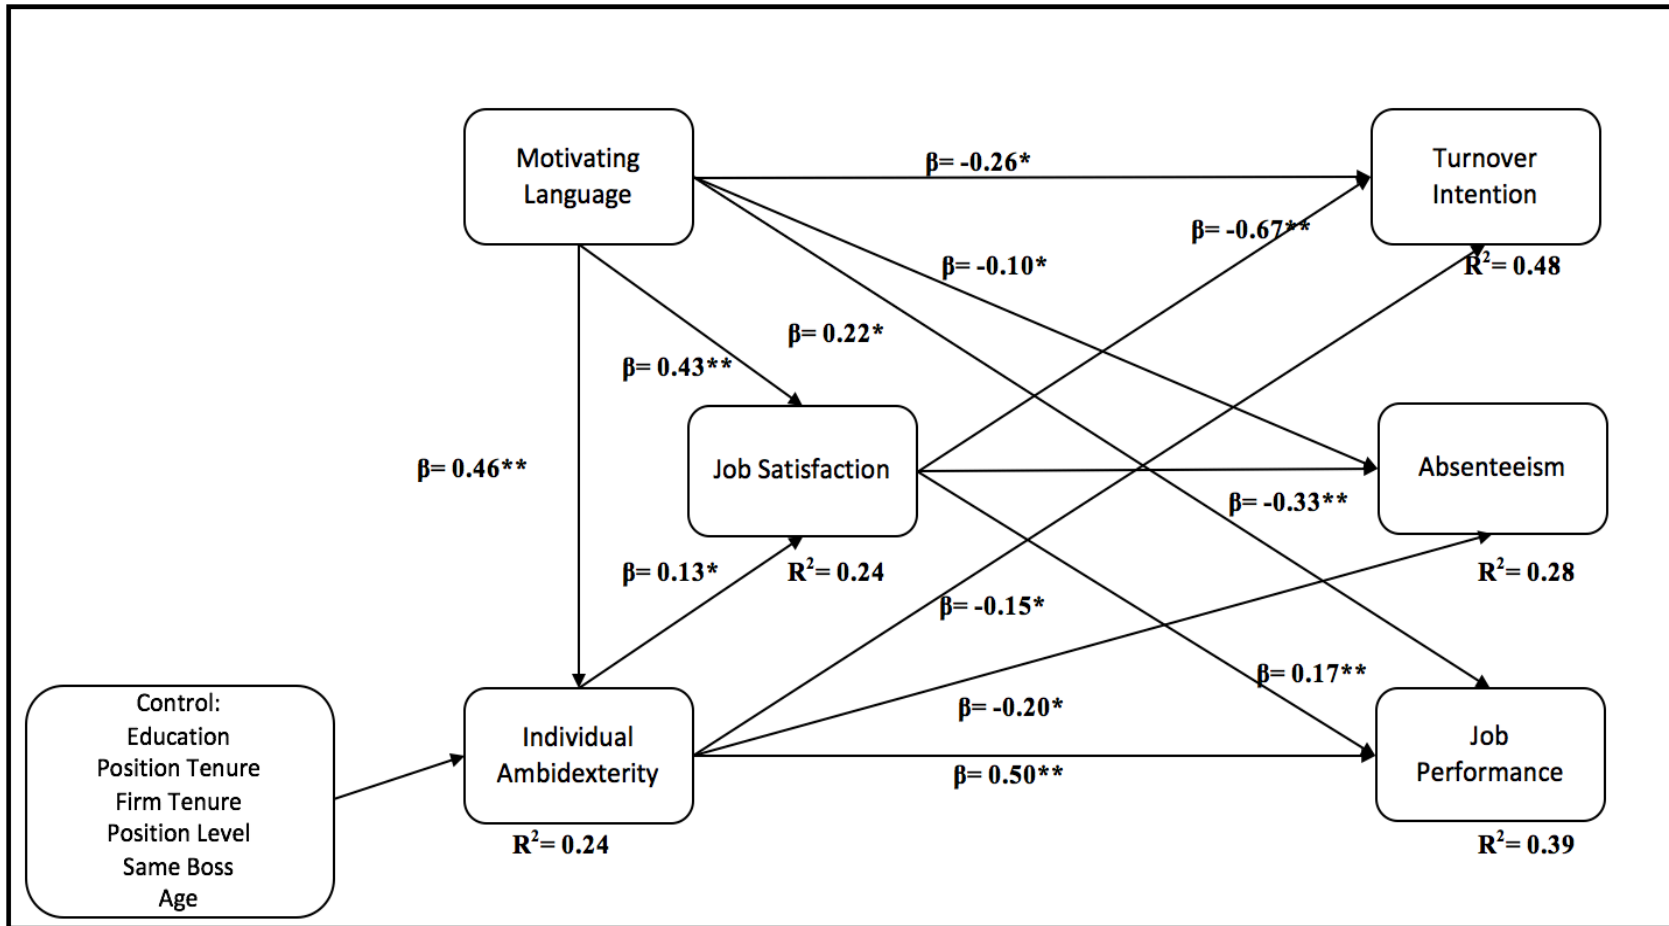 Motivating
Language
Turnover
Intention
β= -0.26*
β= -0.67**
β= -0.10*
R²= 0.48
β= 0.22*
β= 0.43**
β= 0.46**
Job Satisfaction
Absenteeism
β= -0.33**
β= 0.13*
R²= 0.24
R²= 0.28
β= -0.15*
β= 0.17**
β= -0.20*
Control:
Education
Position Tenure
Firm Tenure
Position Level
Same Boss
Age
Individual
Ambidexterity
β= 0.50**
Job
Performance
R²= 0.24
R²= 0.39